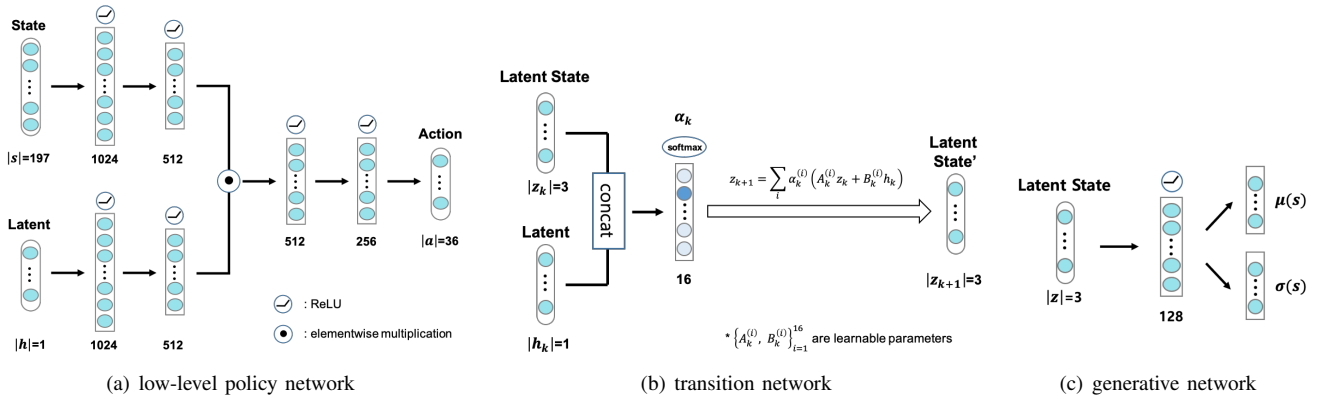 State
|s|=197
1024
512
Latent
|h|=1
1024
512
512
256
Action
|a|=36
: ReLU
: elementwise multiplication
(a) low-level policy network
Latent State
|z_k|=3
Latent
|h_k|=1
concat
α_k
softmax
16
z_{k+1} = ∑_i α_k^{(i)} (A_k^{(i)} z_k + B_k^{(i)} h_k)
Latent
State’
|z_{k+1}|=3
* {A_k^{(i)}, B_k^{(i)}}_{i=1}^{16} are learnable parameters
(b) transition network
Latent State
|z|=3
128
μ(s)
σ(s)
(c) generative network